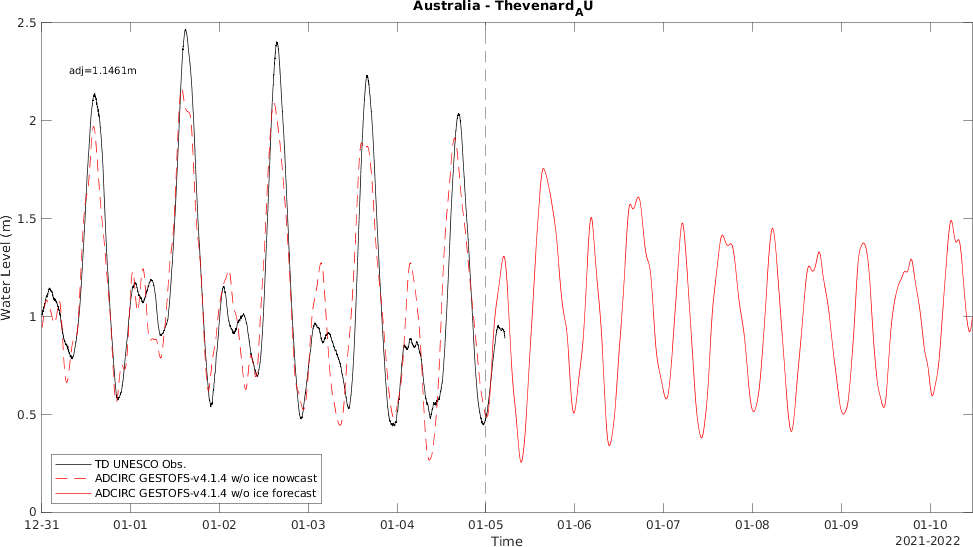 Australia - Thevenard_AU
adj=1.1461m
Water Level (m)
2.5
2
1.5
1
0.5
0
TD UNESCO Obs.
ADCIRC GESTOFS-v4.1.4 w/o ice nowcast
ADCIRC GESTOFS-v4.1.4 w/o ice forecast
12-31 01-01 01-02 01-03 01-04 01-05 01-06 01-07 01-08 01-09 01-10
Time
2021-2022